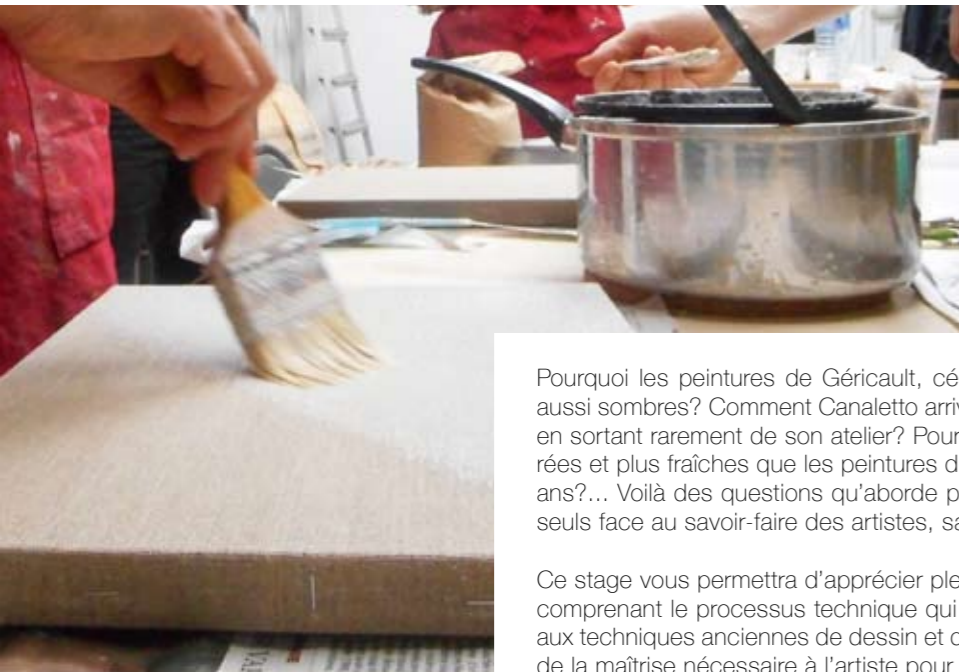 Pourquoi les peintures de Géricault,
aussi sombres? Comment Canaletto
en sortant rarement de son atelier?
rées et plus fraîches que les peintures
ans?... Voilà des questions qu'aborde
seuls face au savoir-faire des artistes,
Ce stage vous permettra d'apprécier
comprenant le processus technique qui
aux techniques anciennes de dessin et
de la maîtrise nécessaire à l'artiste pour